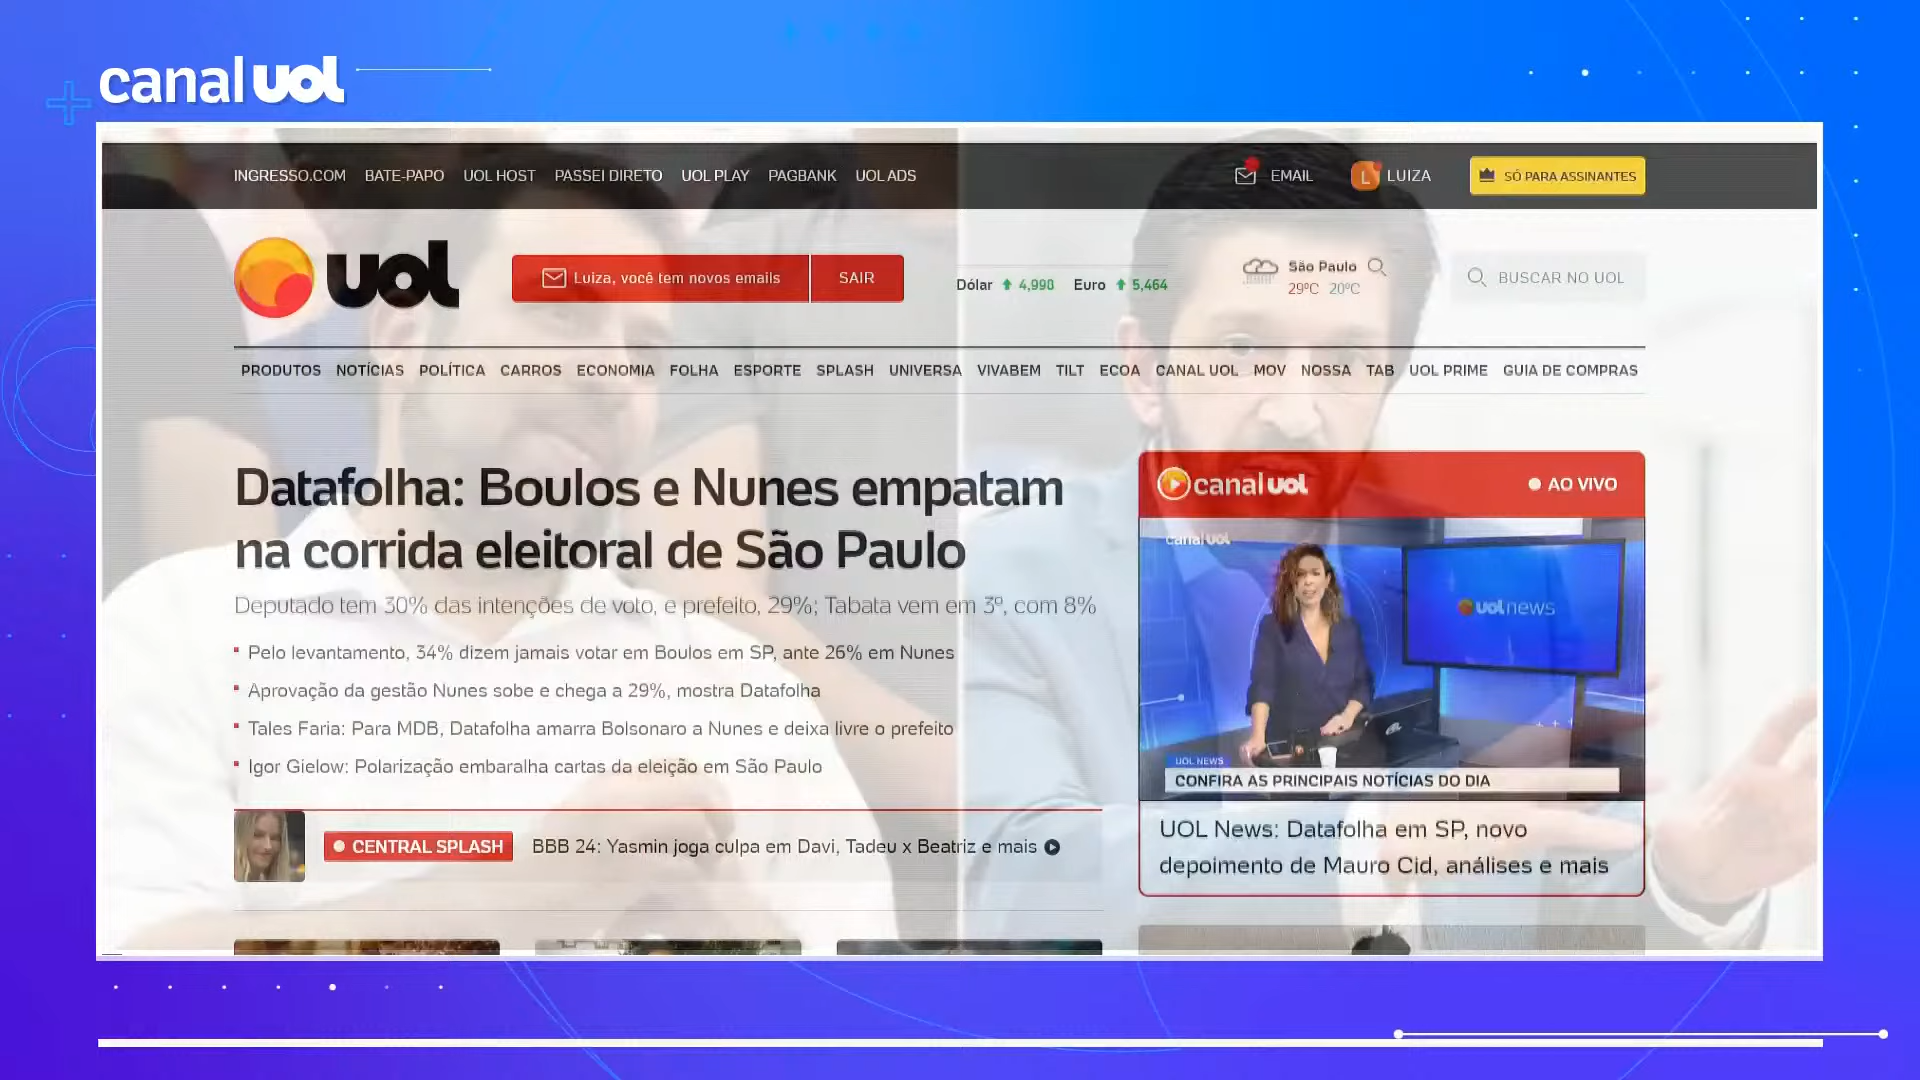 canal uol
INGRESSO.COM BATE-PAPO UOL HOST PASSEI DIRETO UOL PLAY PAGBANK UOL ADS EMAIL L LUIZA SÓ PARA ASSINANTES
uol Luiza, você tem novos emails SAIR Dólar 4,998 Euro 5,464 São Paulo 29ºC 20ºC BUSCAR NO UOL
PRODUTOS NOTÍCIAS POLÍTICA CARROS ECONOMIA FOLHA ESPORTE SPLASH UNIVERSA VIVABEM TILT ECOA CANAL UOL MOV NOSSA TAB UOL PRIME GUIA DE COMPRAS
Datafolha: Boulos e Nunes empatam
na corrida eleitoral de São Paulo
Deputado tem 30% das intenções de voto, e prefeito, 29%; Tabata vem em 3º, com 8%
Pelo levantamento, 34% dizem jamais votar em Boulos em SP, ante 26% em Nunes
Aprovação da gestão Nunes sobe e chega a 29%, mostra Datafolha
Tales Faria: Para MDB, Datafolha amarra Bolsonaro a Nunes e deixa livre o prefeito
Igor Gielow: Polarização embaralha cartas da eleição em São Paulo
CENTRAL SPLASH BBB 24: Yasmin joga culpa em Davi, Tadeu x Beatriz e mais
canal uol AO VIVO
canal uol
uol news
UOL NEWS
CONFIRA AS PRINCIPAIS NOTÍCIAS DO DIA
UOL News: Datafolha em SP, novo
depoimento de Mauro Cid, análises e mais